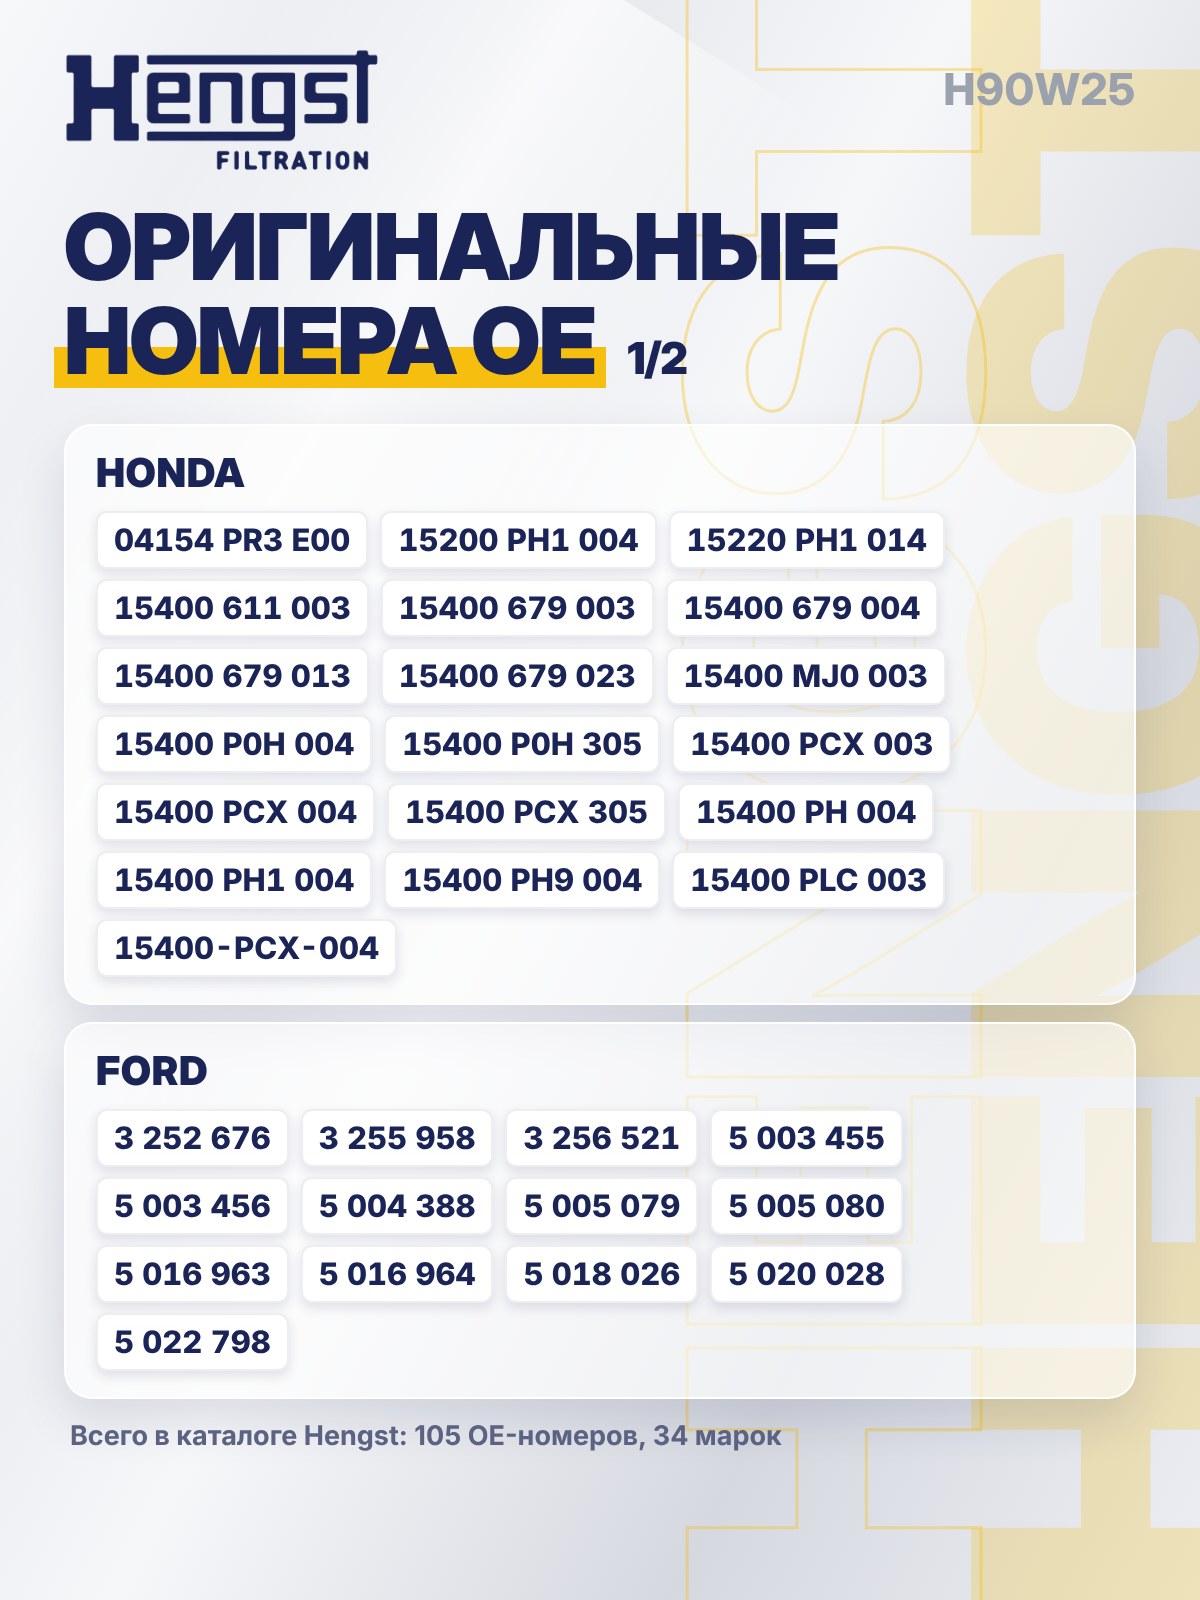 Hengst
FILTRATION
H90W25
ОРИГИНАЛЬНЫЕ
НОМЕРА OE 1/2
HONDA
04154 PR3 E00 15200 PH1 004 15220 PH1 014
15400 611 003 15400 679 003 15400 679 004
15400 679 013 15400 679 023 15400 MJ0 003
15400 P0H 004 15400 P0H 305 15400 PCX 003
15400 PCX 004 15400 PCX 305 15400 PH 004
15400 PH1 004 15400 PH9 004 15400 PLC 003
15400-PCX-004
FORD
3 252 676 3 255 958 3 256 521 5 003 455
5 003 456 5 004 388 5 005 079 5 005 080
5 016 963 5 016 964 5 018 026 5 020 028
5 022 798
Всего в каталоге Hengst: 105 OE-номеров, 34 марок
HENGST
HENGST